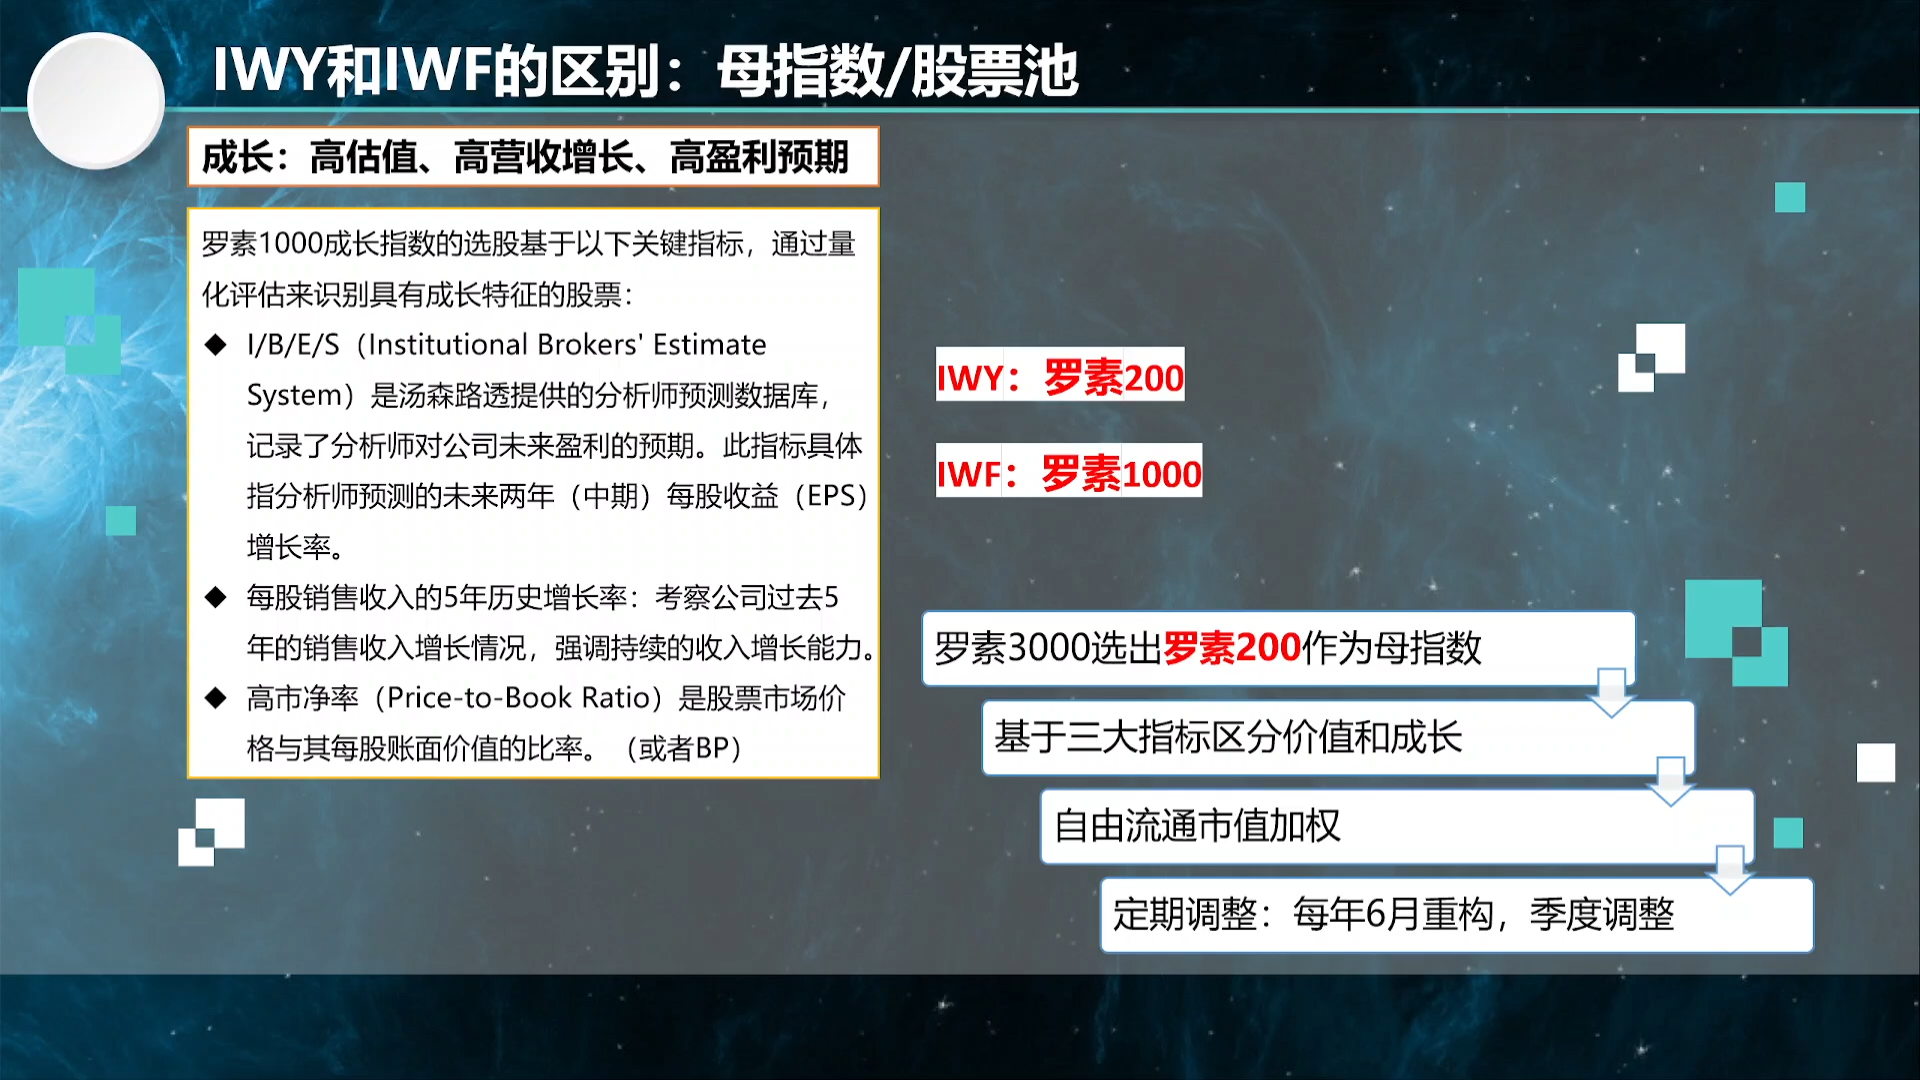 IWY和IWF的区别：母指数/股票池
成长：高估值、高营收增长、高盈利预期
罗素1000成长指数的选股基于以下关键指标，通过量
化评估来识别具有成长特征的股票：
◆ I/B/E/S（Institutional Brokers' Estimate
System）是汤森路透提供的分析师预测数据库，
记录了分析师对公司未来盈利的预期。此指标具体
指分析师预测的未来两年（中期）每股收益（EPS）
增长率。
◆ 每股销售收入的5年历史增长率：考察公司过去5
年的销售收入增长情况，强调持续的收入增长能力。
◆ 高市净率（Price-to-Book Ratio）是股票市场价
格与其每股账面价值的比率。（或者BP）
IWY：罗素200
IWF：罗素1000
罗素3000选出罗素200作为母指数
基于三大指标区分价值和成长
自由流通市值加权
定期调整：每年6月重构，季度调整